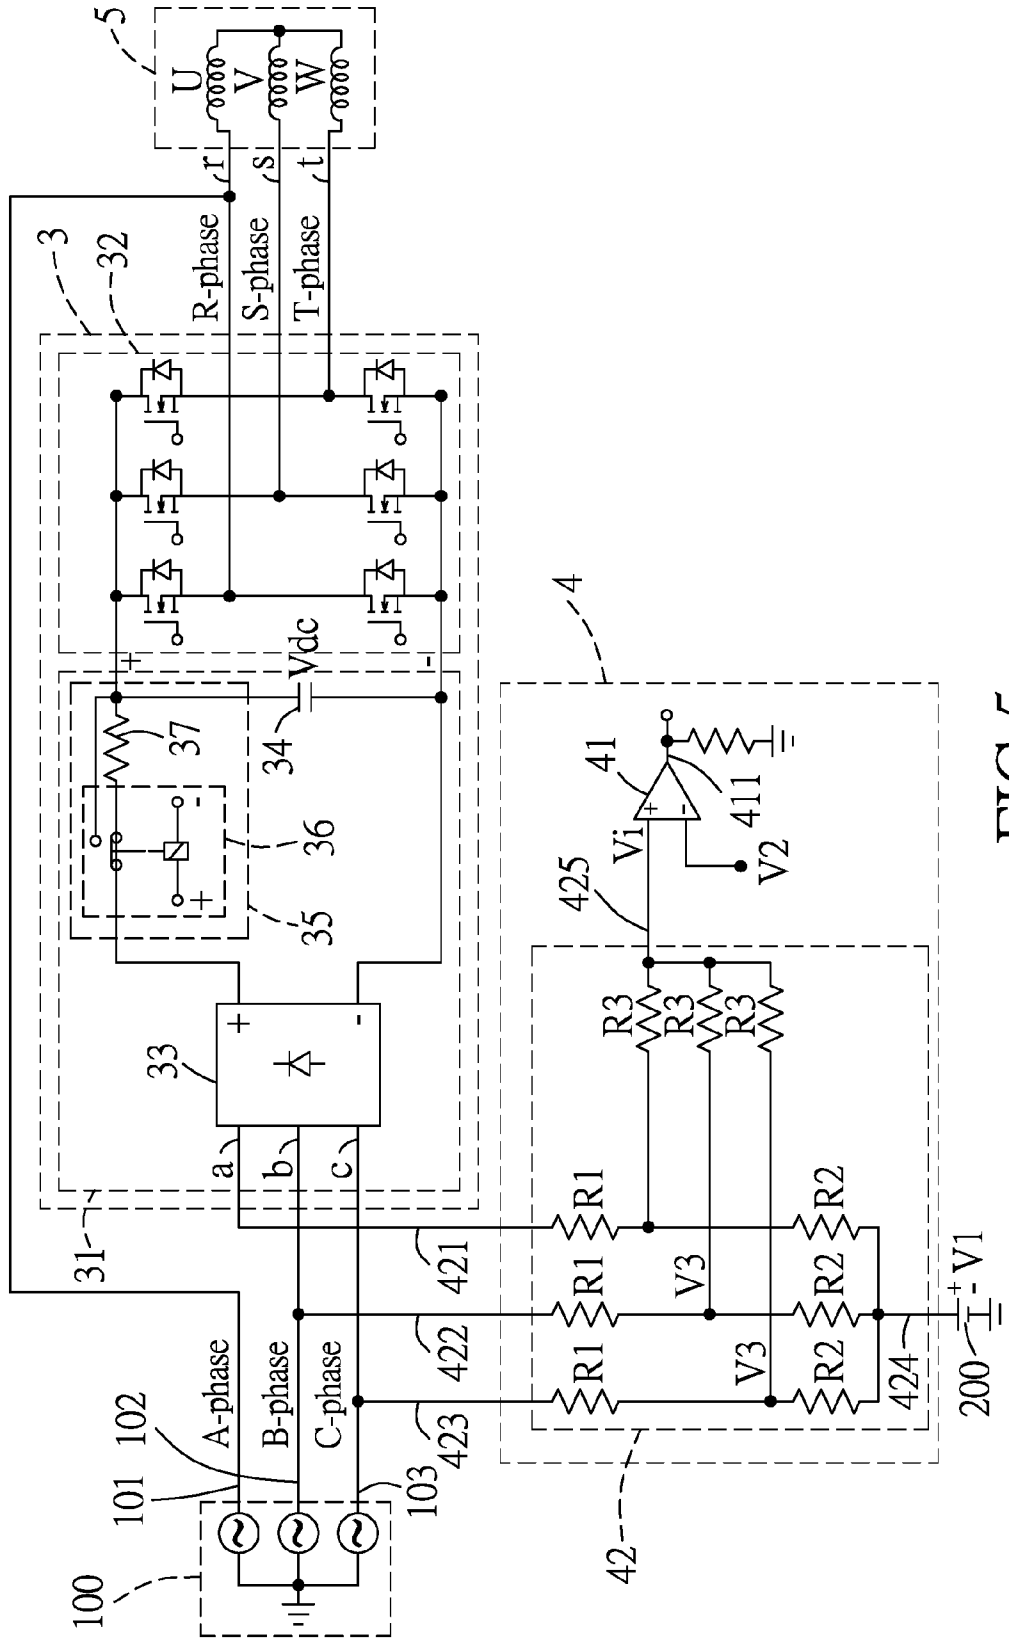 5
U
V
W
r
s
t
R-phase
S-phase
T-phase
3
32
+
-
Vdc
34
37
36
35
+
-
33
+
-
a
b
c
31
A-phase
B-phase
C-phase
101
102
103
100
421
422
423
R1
R1
R1
R2
R2
R2
R3
R3
R3
V3
V3
424
200
+
-
V1
42
425
Vi
V2
+
-
41
411
4